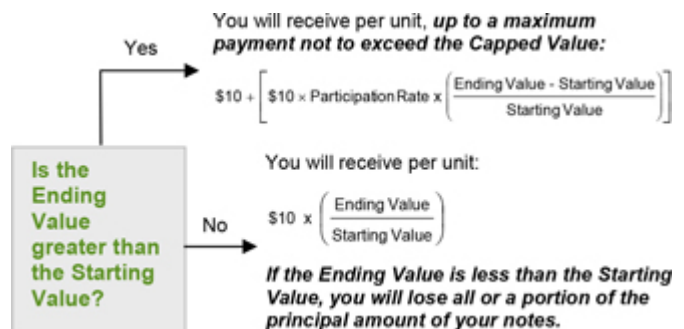 You will receive per unit, up to a maximum
payment not to exceed the Capped Value:
Yes
$10 + [ $10 × Participation Rate x ( Ending Value - Starting Value / Starting Value ) ]
Is the
Ending
Value
greater than
the Starting
Value?
No
You will receive per unit:
$10 x ( Ending Value / Starting Value )
If the Ending Value is less than the Starting
Value, you will lose all or a portion of the
principal amount of your notes.